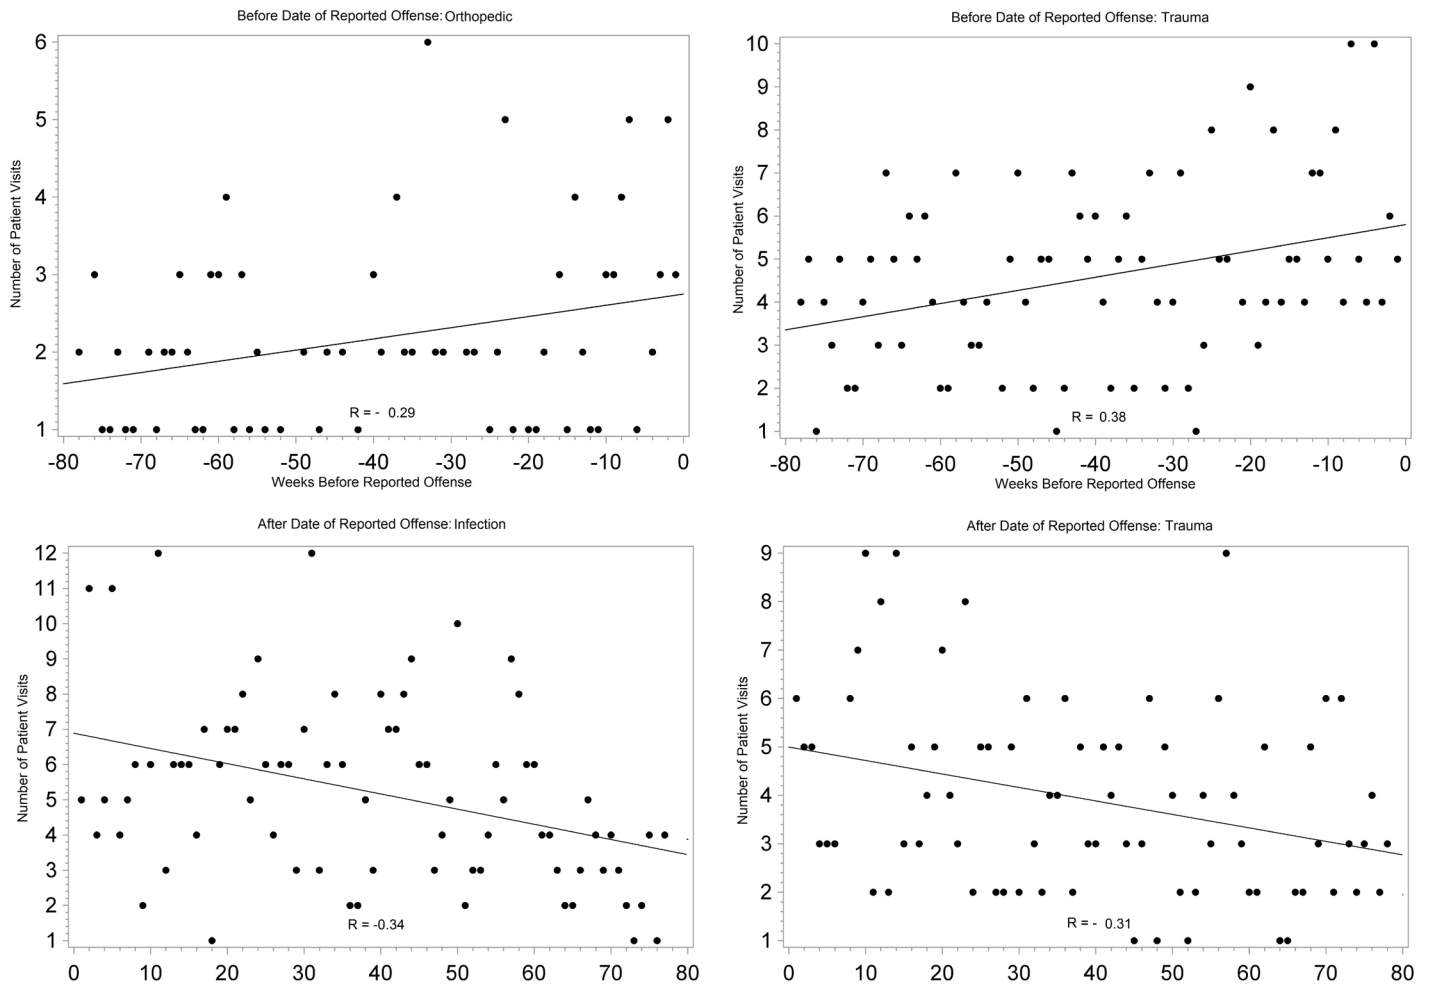 Before Date of Reported Offense: Orthopedic
Number of Patient Visits
6
5
4
3
2
1
R = - 0.29
-80 -70 -60 -50 -40 -30 -20 -10 0
Weeks Before Reported Offense
Before Date of Reported Offense: Trauma
Number of Patient Visits
10
9
8
7
6
5
4
3
2
1
R = 0.38
-80 -70 -60 -50 -40 -30 -20 -10 0
Weeks Before Reported Offense
After Date of Reported Offense: Infection
Number of Patient Visits
12
11
10
9
8
7
6
5
4
3
2
1
R = -0.34
0 10 20 30 40 50 60 70 80
After Date of Reported Offense: Trauma
Number of Patient Visits
9
8
7
6
5
4
3
2
1
R = - 0.31
0 10 20 30 40 50 60 70 80